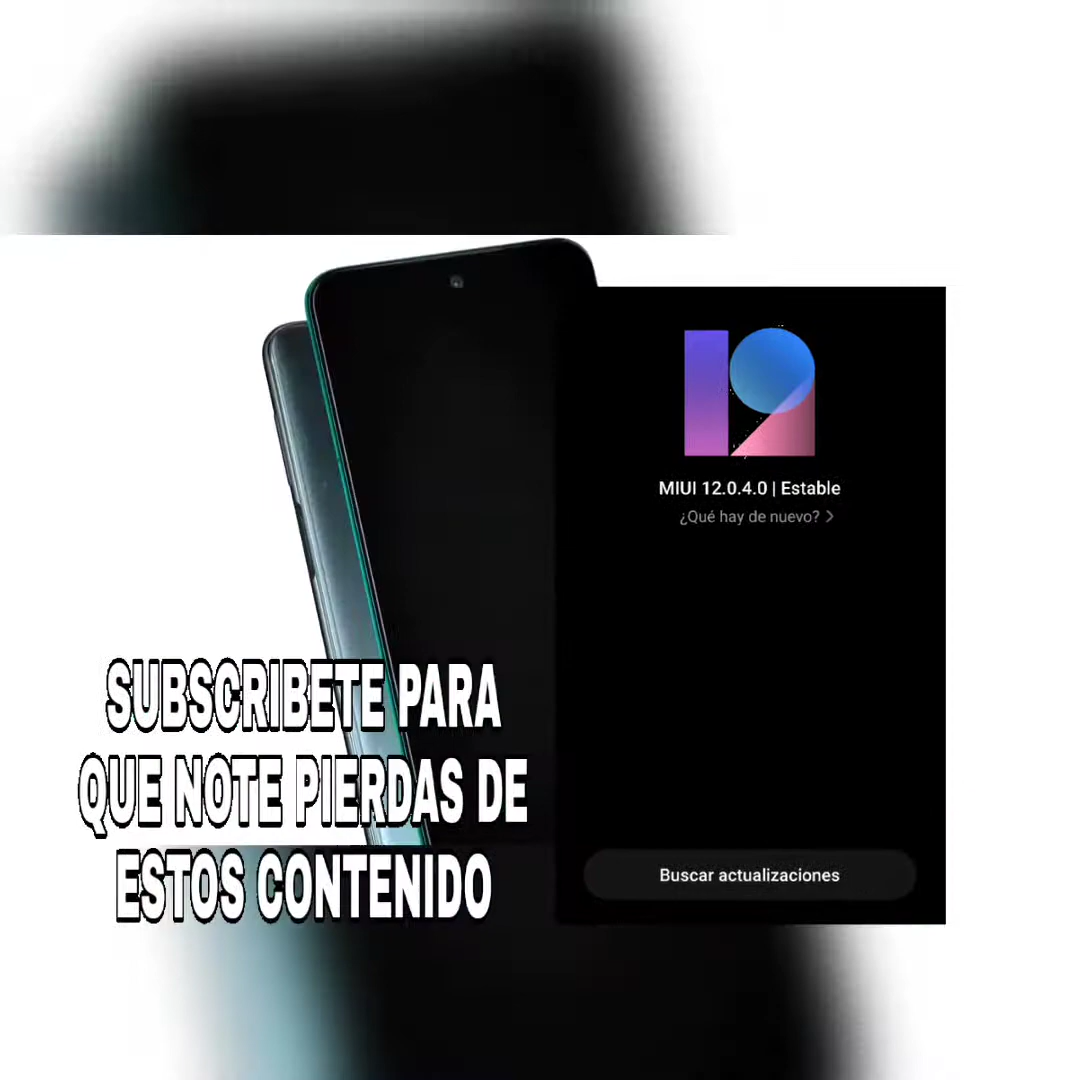 MIUI 12.0.4.0 | Estable
¿Qué hay de nuevo? >
SUBSCRIBETE PARA
QUE NOTE PIERDAS DE
ESTOS CONTENIDO
Buscar actualizaciones